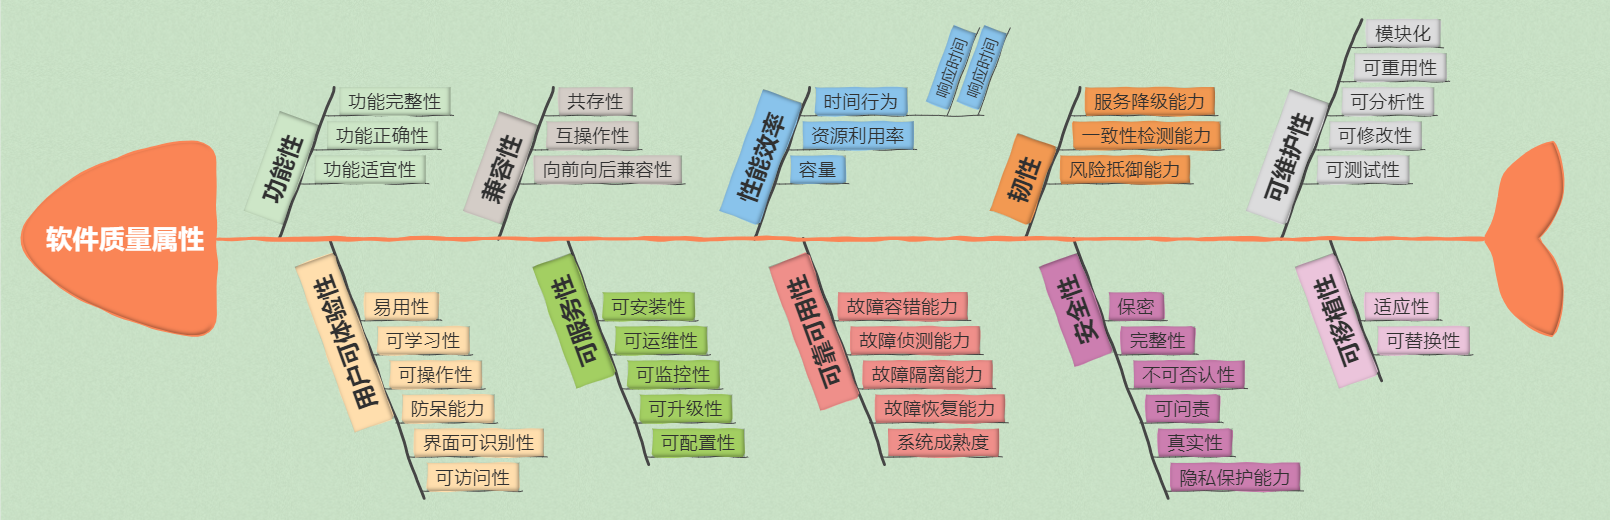 软件质量属性
功能性
功能完整性
功能正确性
功能适宜性
兼容性
共存性
互操作性
向前向后兼容性
性能效率
时间行为
响应时间
响应时间
资源利用率
容量
韧性
服务降级能力
一致性检测能力
风险抵御能力
可维护性
模块化
可重用性
可分析性
可修改性
可测试性
用户可体验性
易用性
可学习性
可操作性
防呆能力
界面可识别性
可访问性
可服务性
可安装性
可运维性
可监控性
可升级性
可配置性
可靠可用性
故障容错能力
故障侦测能力
故障隔离能力
故障恢复能力
系统成熟度
安全性
保密
完整性
不可否认性
可问责
真实性
隐私保护能力
可移植性
适应性
可替换性